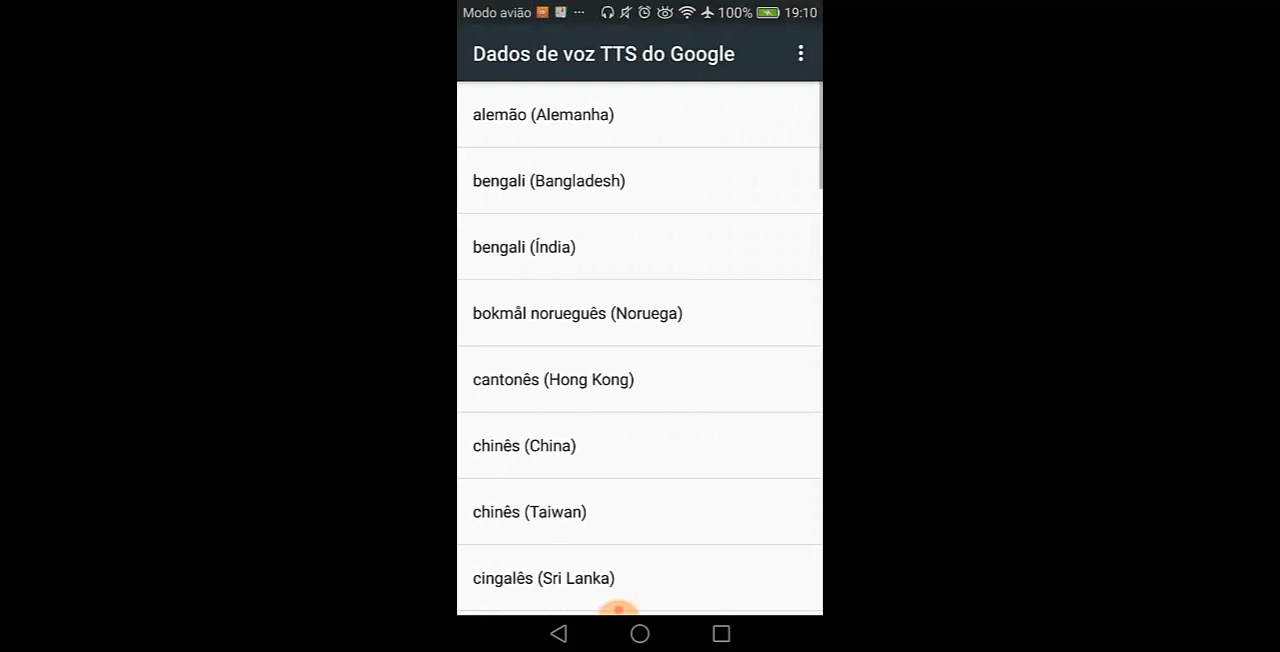 Modo avião ... 100% 19:10
Dados de voz TTS do Google
alemão (Alemanha)
bengali (Bangladesh)
bengali (Índia)
bokmål norueguês (Noruega)
cantonês (Hong Kong)
chinês (China)
chinês (Taiwan)
cingalês (Sri Lanka)